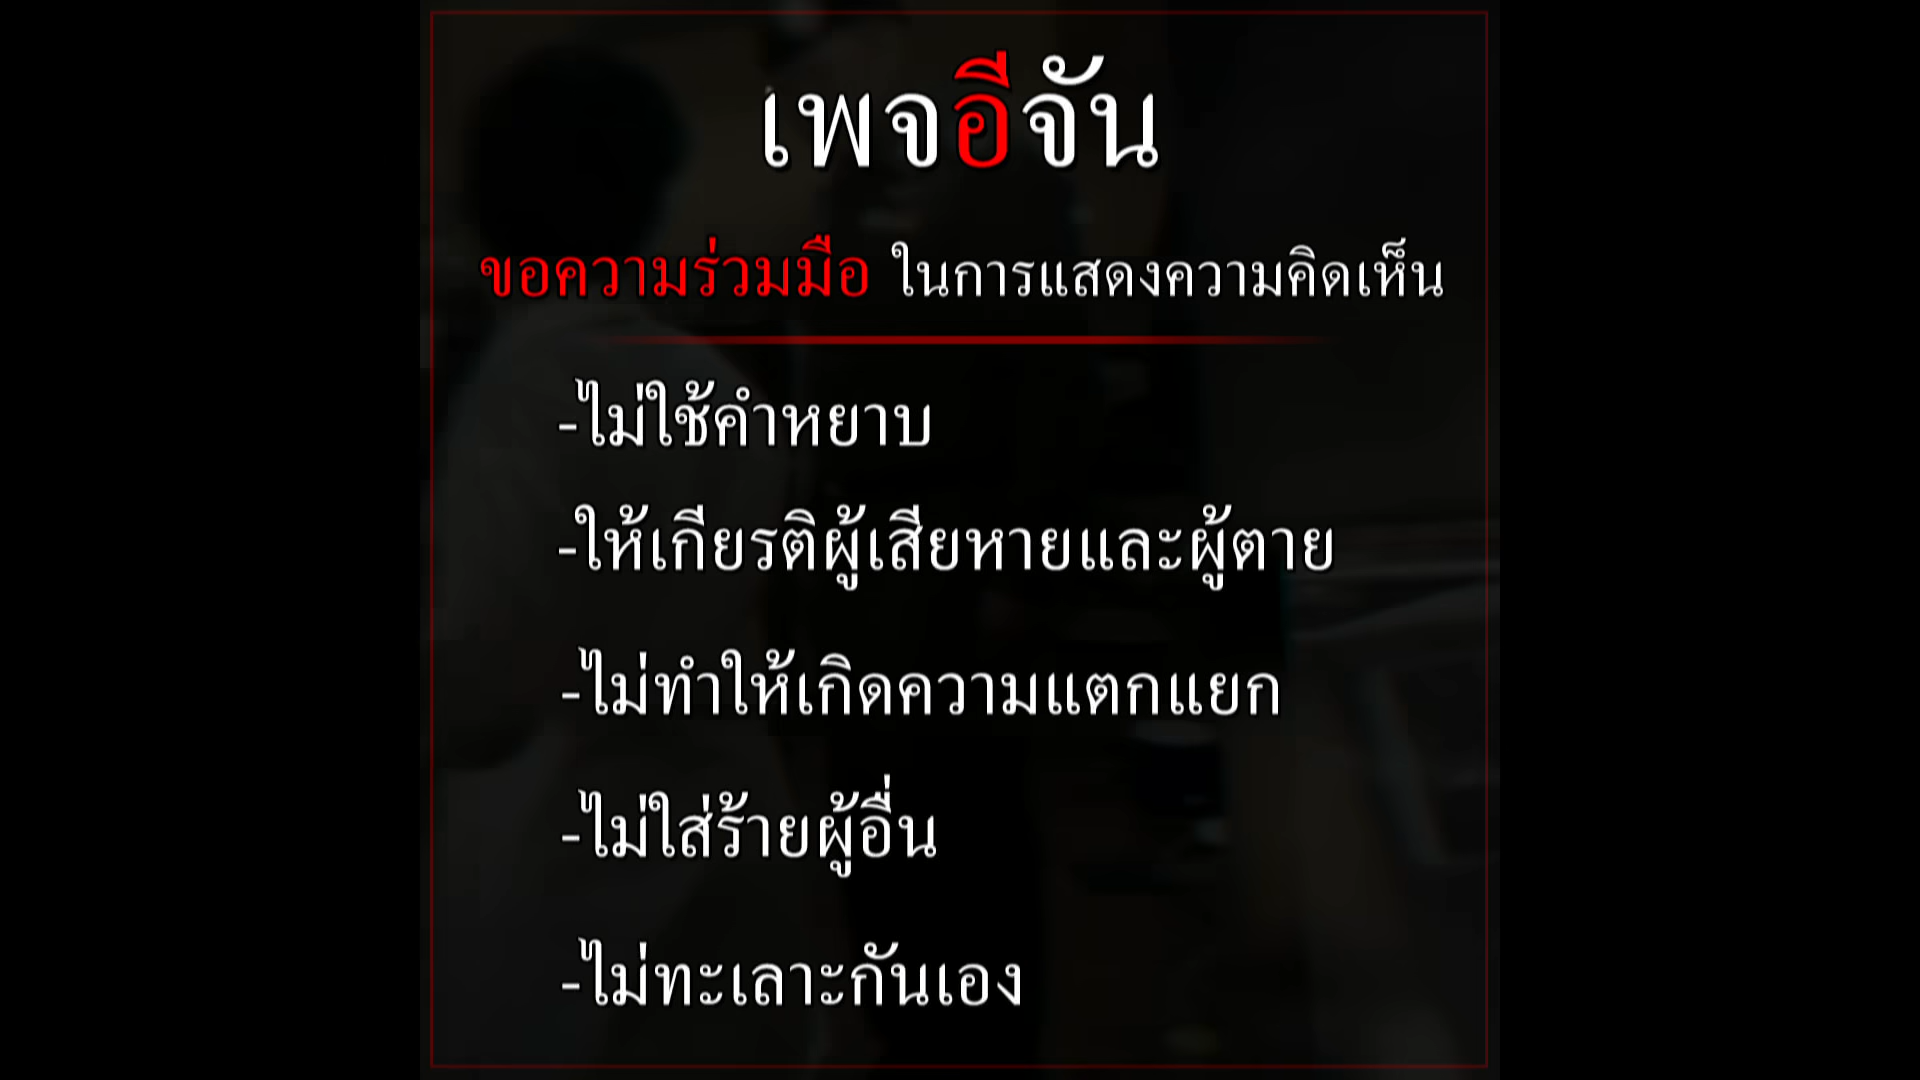 เพจอีจัน
ขอความร่วมมือ ในการแสดงความคิดเห็น
-ไม่ใช้คำหยาบ
-ให้เกียรติผู้เสียหายและผู้ตาย
-ไม่ทำให้เกิดความแตกแยก
-ไม่ใส่ร้ายผู้อื่น
-ไม่ทะเลาะกันเอง